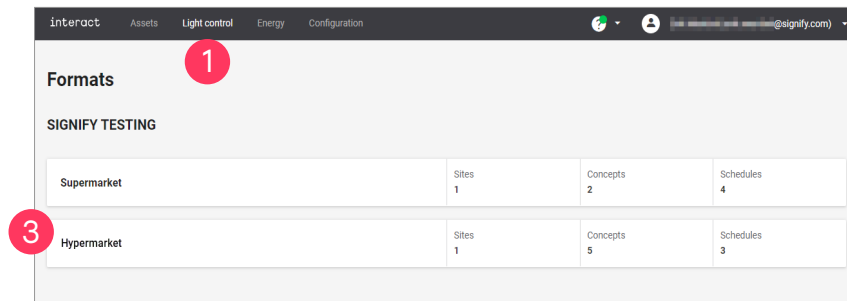 interact Assets Light control Energy Configuration ? @signify.com)
1
Formats
SIGNIFY TESTING
Supermarket
Sites
1
Concepts
2
Schedules
4
3
Hypermarket
Sites
1
Concepts
5
Schedules
3